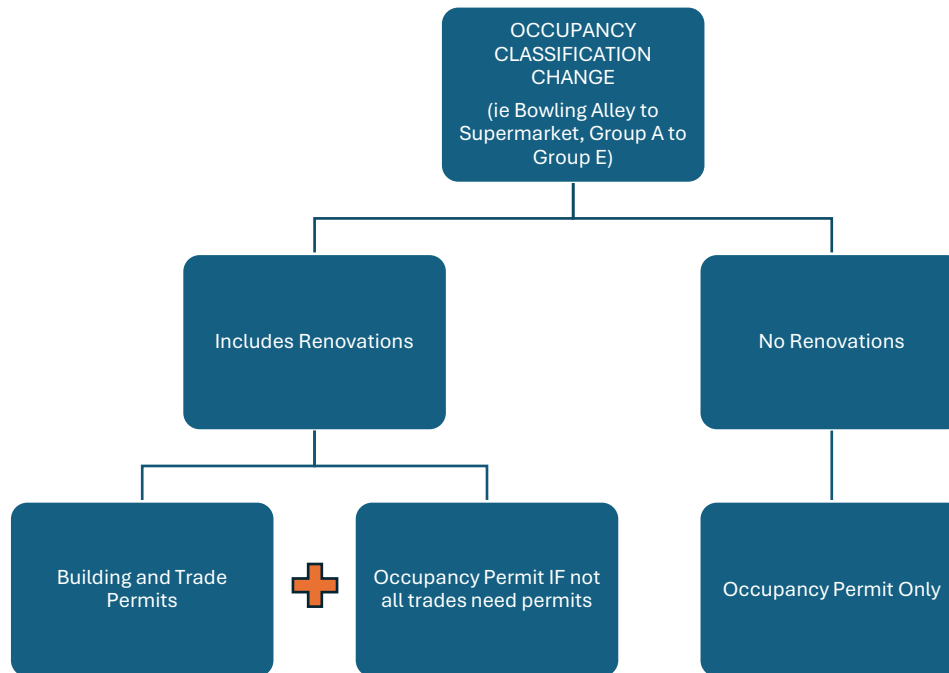 OCCUPANCY
CLASSIFICATION
CHANGE
(ie Bowling Alley to
Supermarket, Group A to
Group E)
Includes Renovations
No Renovations
Building and Trade
Permits
Occupancy Permit IF not
all trades need permits
Occupancy Permit Only